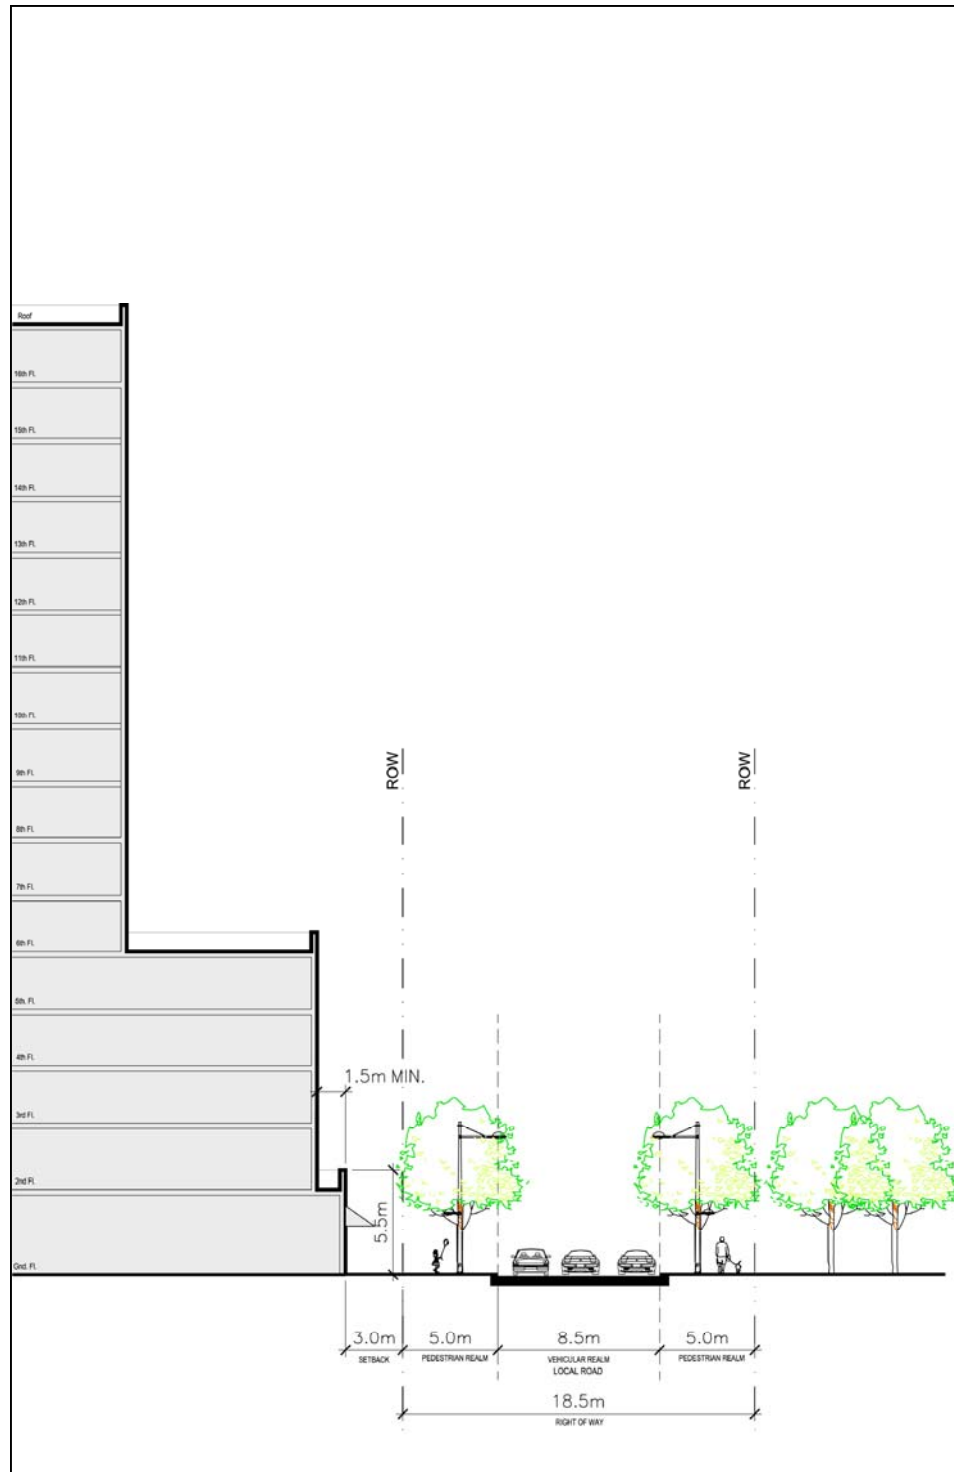 Roof
16th Fl.
15th Fl.
14th Fl.
13th Fl.
12th Fl.
11th Fl.
10th Fl.
9th Fl.
8th Fl.
7th Fl.
6th Fl.
5th. Fl.
4th Fl.
3rd Fl.
2nd Fl.
Gnd. Fl.
ROW
ROW
1.5m MIN.
5.5m
3.0m
5.0m
8.5m
5.0m
SETBACK
PEDESTRIAN REALM
VEHICULAR REALM
PEDESTRIAN REALM
LOCAL ROAD
18.5m
RIGHT OF WAY